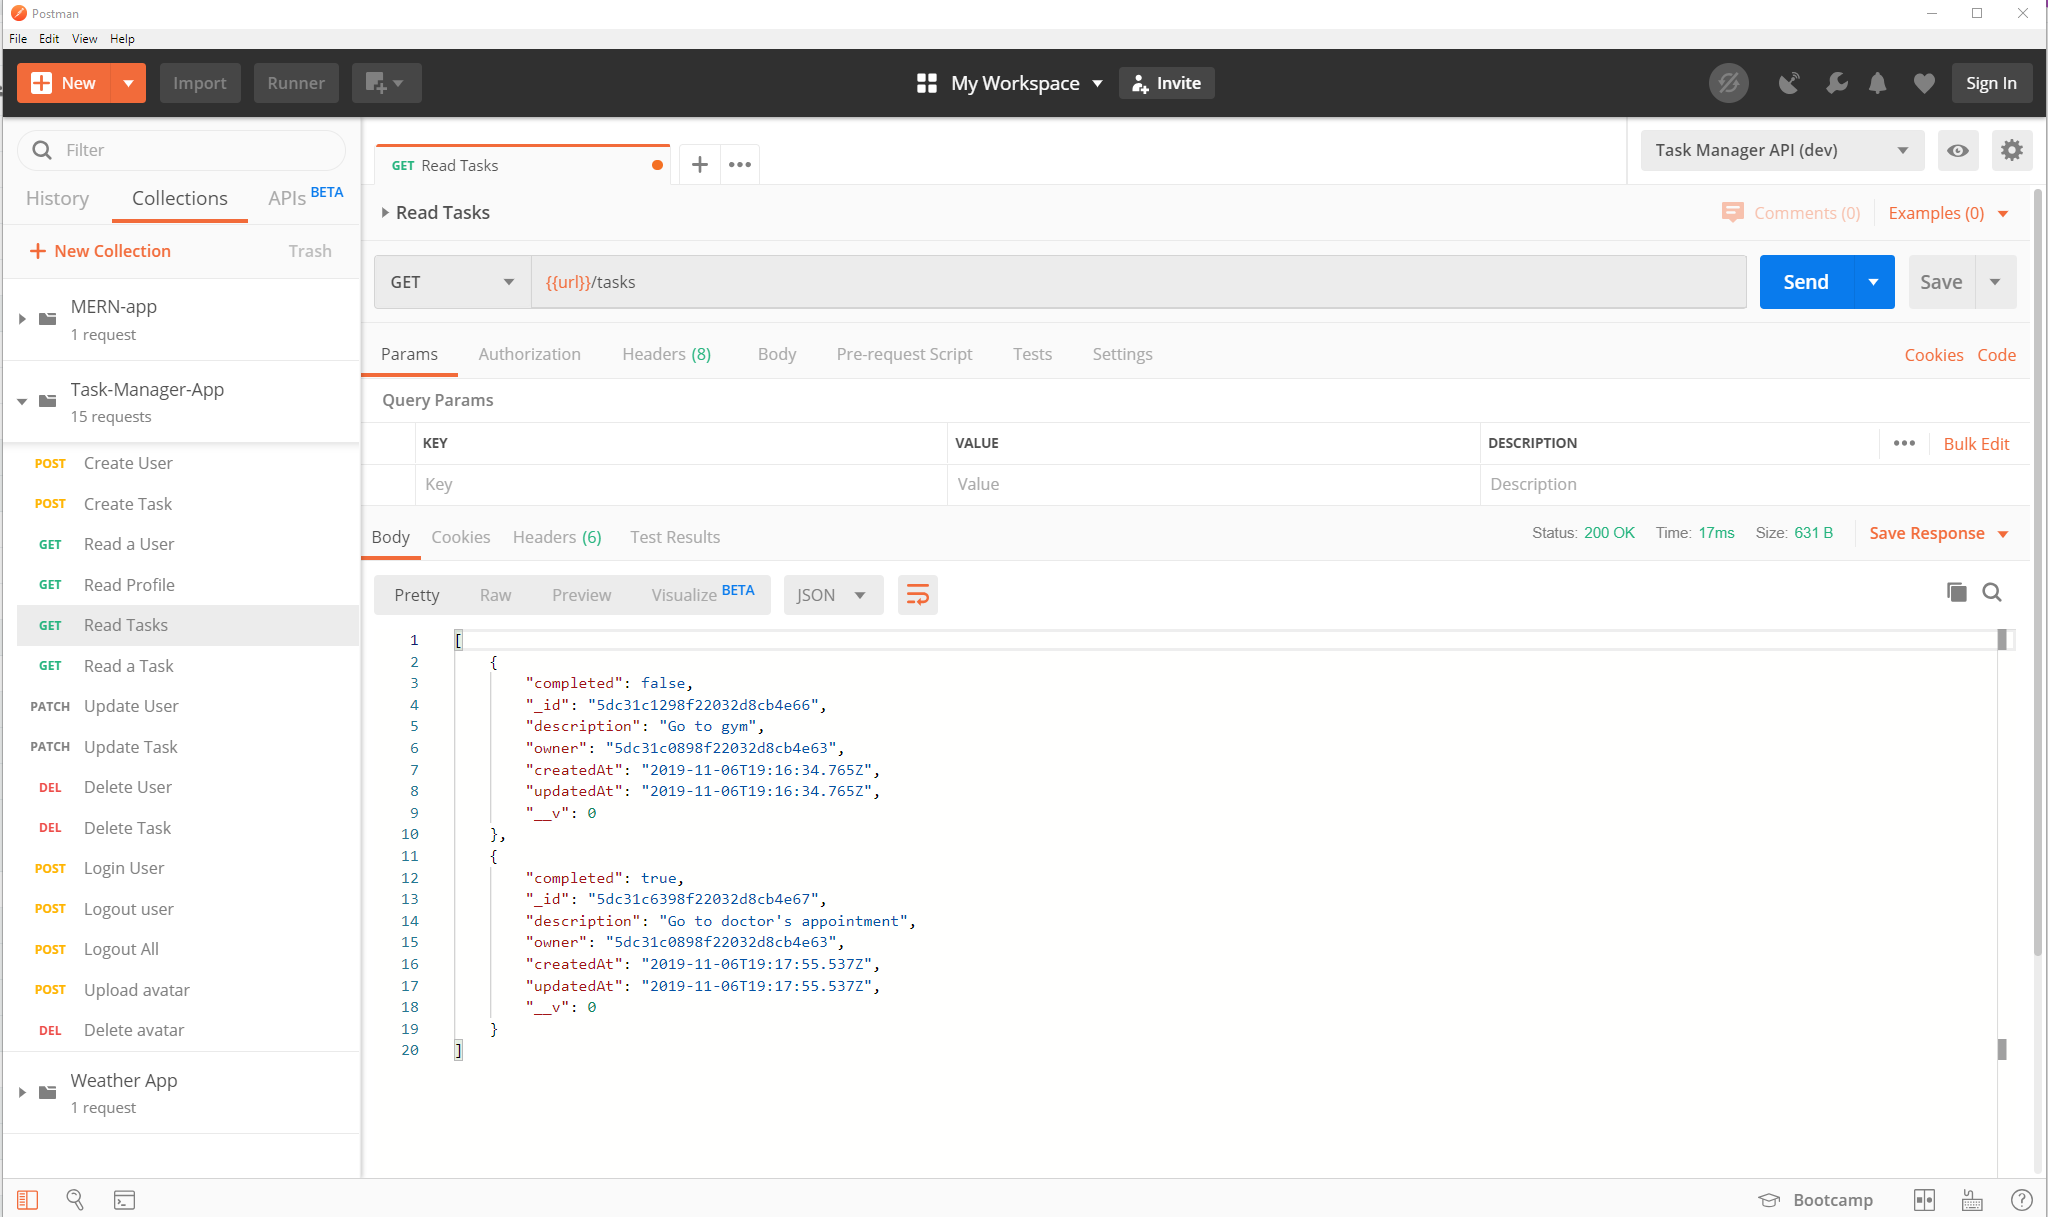 Postman
File Edit View Help
New Import Runner My Workspace Invite Sign In
Filter
History Collections APIs BETA
New Collection Trash
MERN-app
1 request
Task-Manager-App
15 requests
POST Create User
POST Create Task
GET Read a User
GET Read Profile
GET Read Tasks
GET Read a Task
PATCH Update User
PATCH Update Task
DEL Delete User
DEL Delete Task
POST Login User
POST Logout user
POST Logout All
POST Upload avatar
DEL Delete avatar
Weather App
1 request
GET Read Tasks
Task Manager API (dev)
Read Tasks Comments (0) Examples (0)
GET {{url}}/tasks Send Save
Params Authorization Headers (8) Body Pre-request Script Tests Settings Cookies Code
Query Params
KEY VALUE DESCRIPTION Bulk Edit
Key Value Description
Body Cookies Headers (6) Test Results Status: 200 OK Time: 17ms Size: 631 B Save Response
Pretty Raw Preview Visualize BETA JSON
1 [
2 {
3 "completed": false,
4 "_id": "5dc31c1298f22032d8cb4e66",
5 "description": "Go to gym",
6 "owner": "5dc31c0898f22032d8cb4e63",
7 "createdAt": "2019-11-06T19:16:34.765Z",
8 "updatedAt": "2019-11-06T19:16:34.765Z",
9 "__v": 0
10 },
11 {
12 "completed": true,
13 "_id": "5dc31c6398f22032d8cb4e67",
14 "description": "Go to doctor's appointment",
15 "owner": "5dc31c0898f22032d8cb4e63",
16 "createdAt": "2019-11-06T19:17:55.537Z",
17 "updatedAt": "2019-11-06T19:17:55.537Z",
18 "__v": 0
19 }
20 ]
Bootcamp